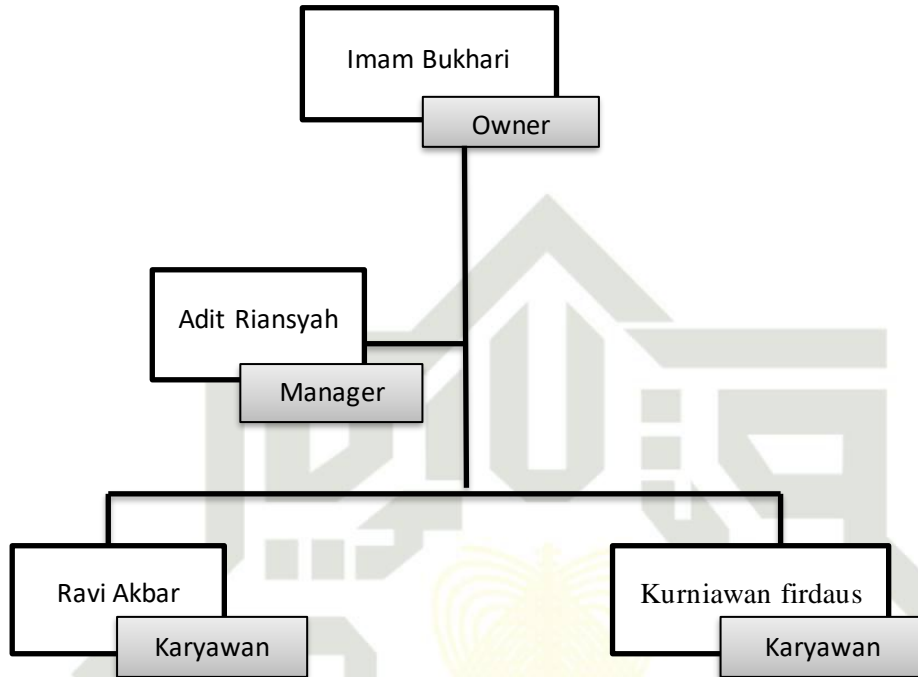 Imam Bukhari
Owner
Adit Riansyah
Manager
Ravi Akbar
Karyawan
Kurniawan firdaus
Karyawan